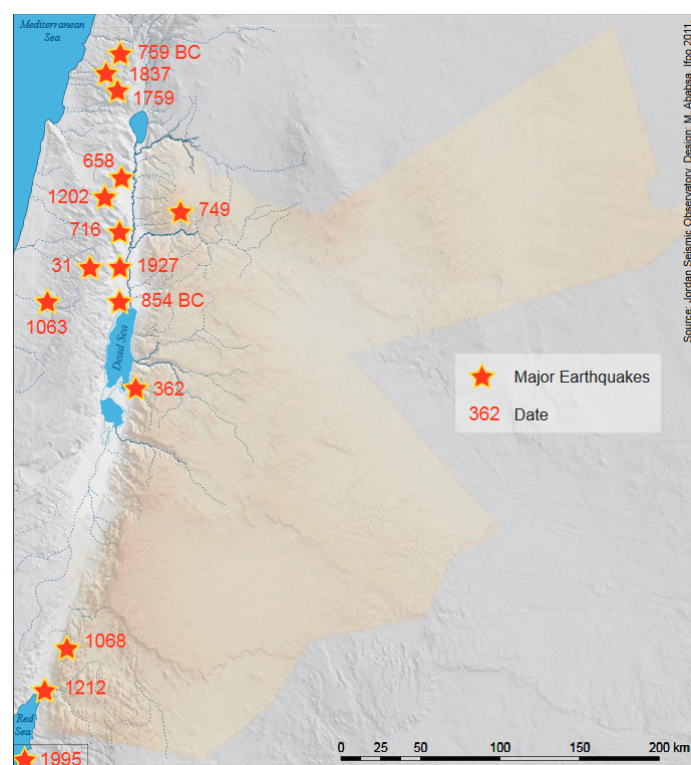 Mediterranean
Sea
759 BC
1837
1759
658
1202
749
716
31
1927
854 BC
1063
Dead Sea
362
Major Earthquakes
362 Date
1068
1212
Red
Sea
1995
0 25 50 100 150 200 km
Source: Jordan Seismic Observatory. Design: M. Ababsa, Ifpo 2011